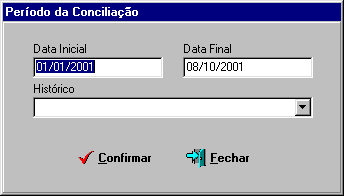 Período da Conciliação
Data Inicial Data Final
01/01/2001 08/10/2001
Histórico
Confirmar Fechar